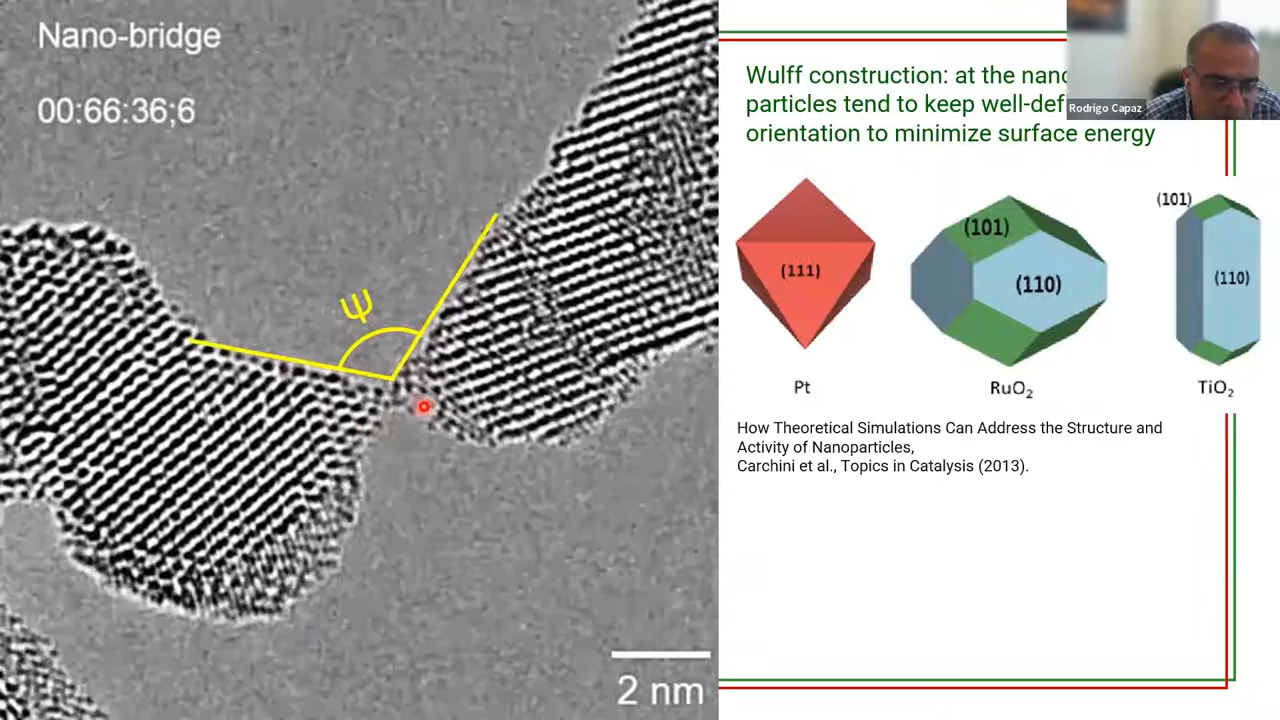 Nano-bridge
00:66:36;6
ψ
2 nm
Wulff construction: at the nano
particles tend to keep well-def
orientation to minimize surface energy
Rodrigo Capaz
(111)
(101)
(110)
(101)
(110)
Pt
RuO₂
TiO₂
How Theoretical Simulations Can Address the Structure and
Activity of Nanoparticles,
Carchini et al., Topics in Catalysis (2013).